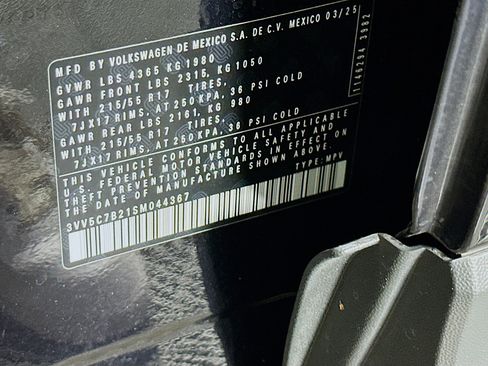 MFD BY VOLKSWAGEN DE MEXICO S.A. DE C.V. MEXICO 03/25
GVWR LBS 4365 KG 1980
GAWR FRONT LBS 2315, KG 1050
WITH 215/55 R17 TIRES,
7JX17 RIMS, AT 250 KPA, 36 PSI COLD
GAWR REAR LBS 2161, KG 980
WITH 215/55 R17 TIRES,
7JX17 RIMS, AT 250 KPA, 36 PSI COLD
THIS VEHICLE CONFORMS TO ALL APPLICABLE
U.S. FEDERAL MOTOR VEHICLE SAFETY AND
THEFT PREVENTION STANDARDS IN EFFECT ON
THE DATE OF MANUFACTURE SHOWN ABOVE.
3VV5C7B21SM044367 TYPE: MPV